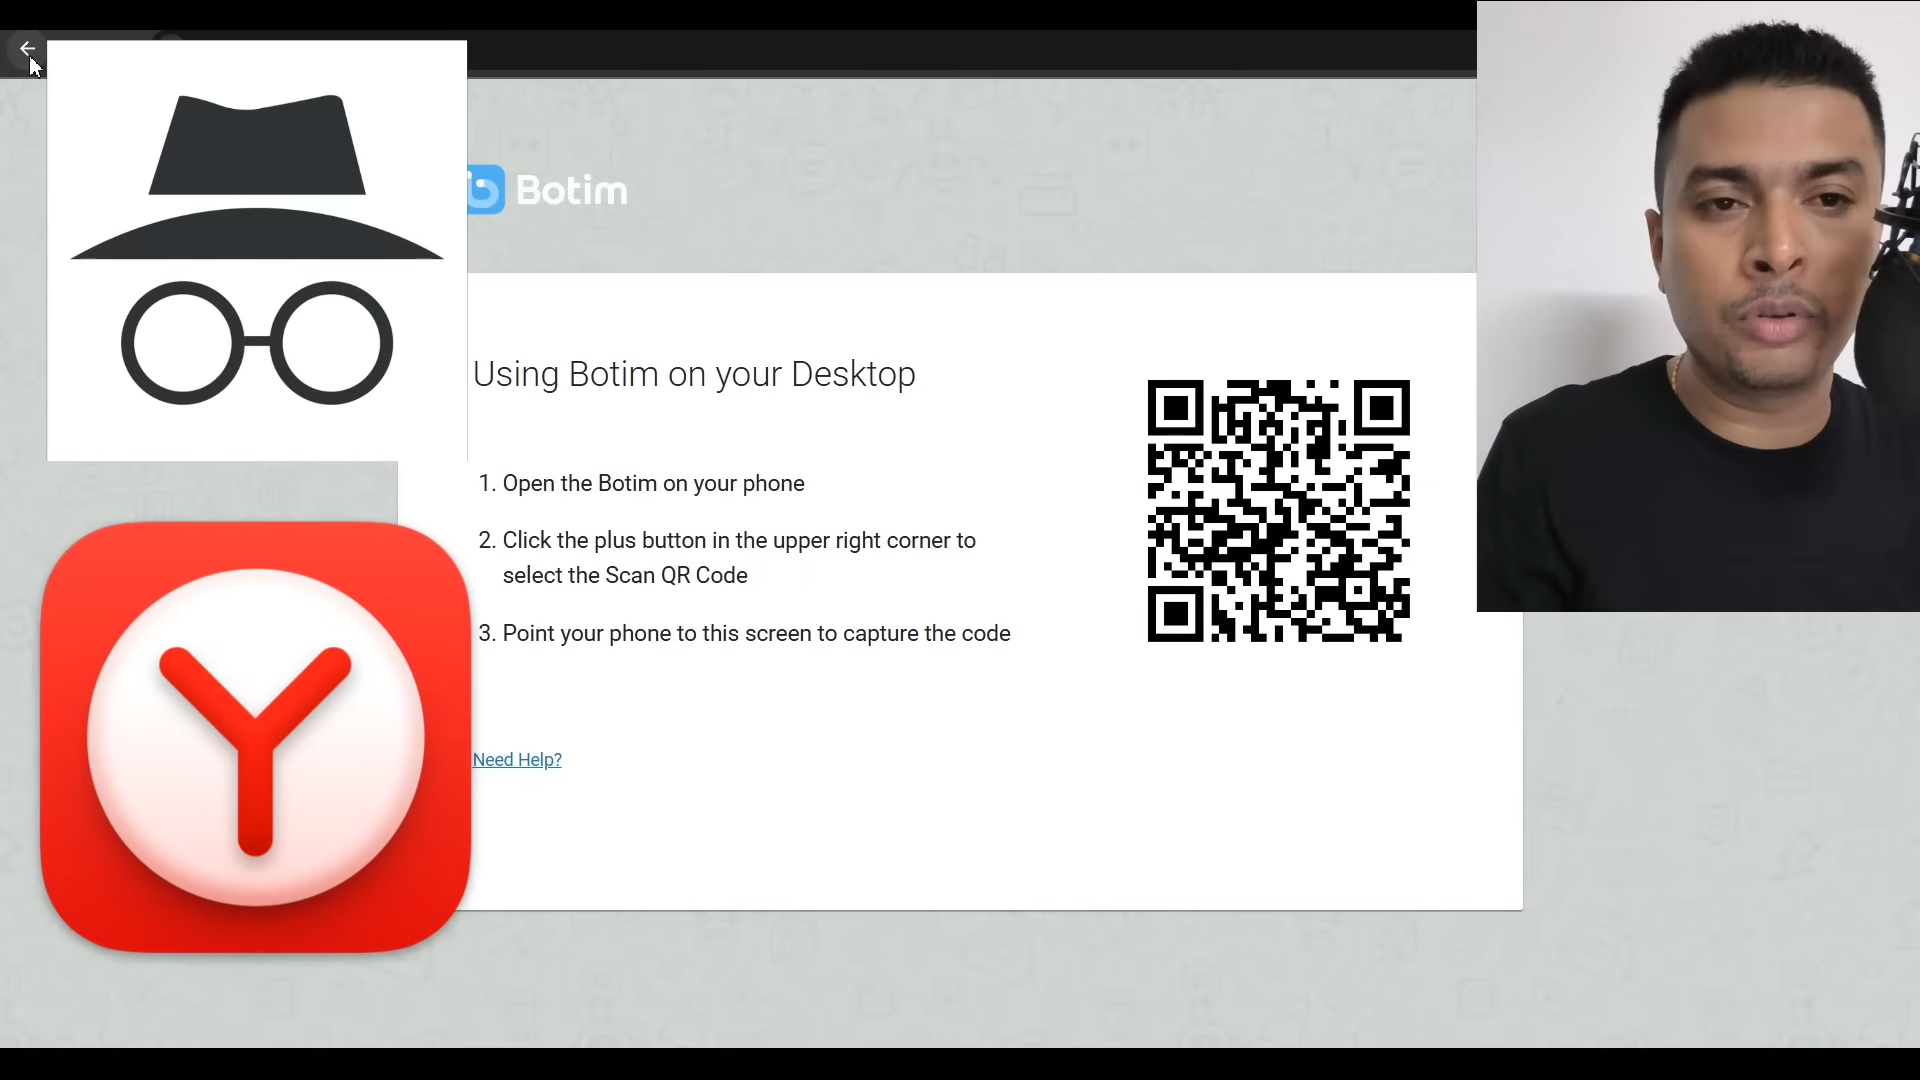 Botim
Using Botim on your Desktop
1. Open the Botim on your phone
2. Click the plus button in the upper right corner to
select the Scan QR Code
3. Point your phone to this screen to capture the code
Need Help?
Y